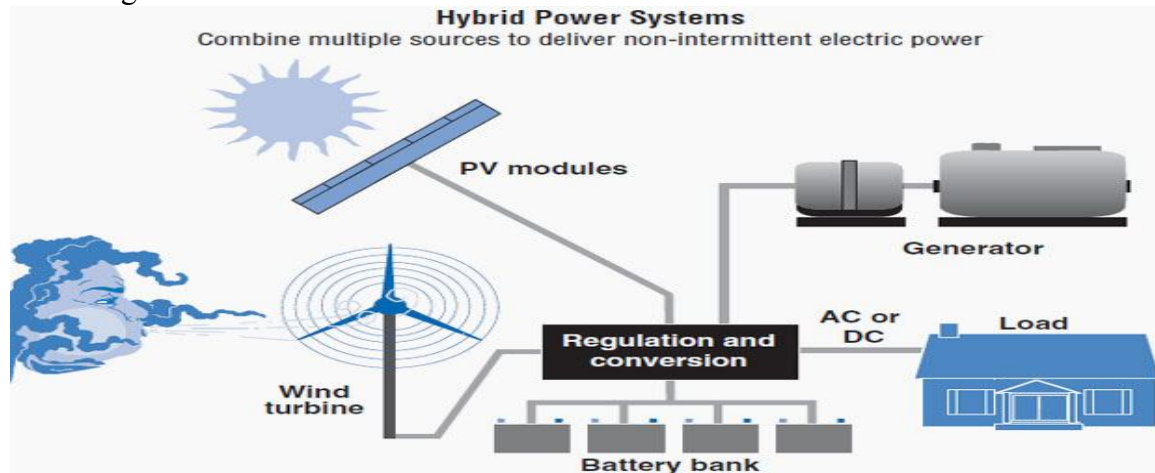 Hybrid Power Systems
Combine multiple sources to deliver non-intermittent electric power
PV modules
Generator
AC or
DC
Load
Regulation and
conversion
Wind
turbine
Battery bank